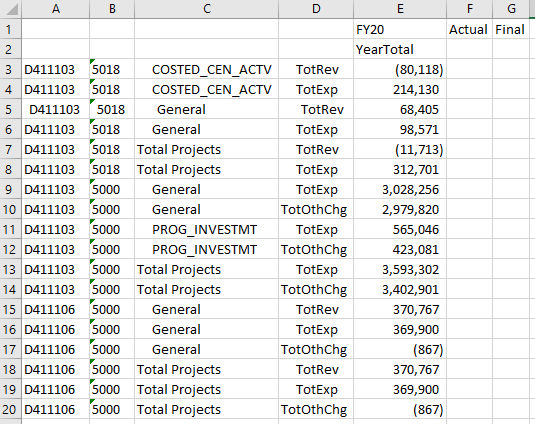 A B C D E F G
1 FY20 Actual Final
2 YearTotal
3 D411103 5018 COSTED_CEN_ACTV TotRev (80,118)
4 D411103 5018 COSTED_CEN_ACTV TotExp 214,130
5 D411103 5018 General TotRev 68,405
6 D411103 5018 General TotExp 98,571
7 D411103 5018 Total Projects TotRev (11,713)
8 D411103 5018 Total Projects TotExp 312,701
9 D411103 5000 General TotExp 3,028,256
10 D411103 5000 General TotOthChg 2,979,820
11 D411103 5000 PROG_INVESTMT TotExp 565,046
12 D411103 5000 PROG_INVESTMT TotOthChg 423,081
13 D411103 5000 Total Projects TotExp 3,593,302
14 D411103 5000 Total Projects TotOthChg 3,402,901
15 D411106 5000 General TotRev 370,767
16 D411106 5000 General TotExp 369,900
17 D411106 5000 General TotOthChg (867)
18 D411106 5000 Total Projects TotRev 370,767
19 D411106 5000 Total Projects TotExp 369,900
20 D411106 5000 Total Projects TotOthChg (867)